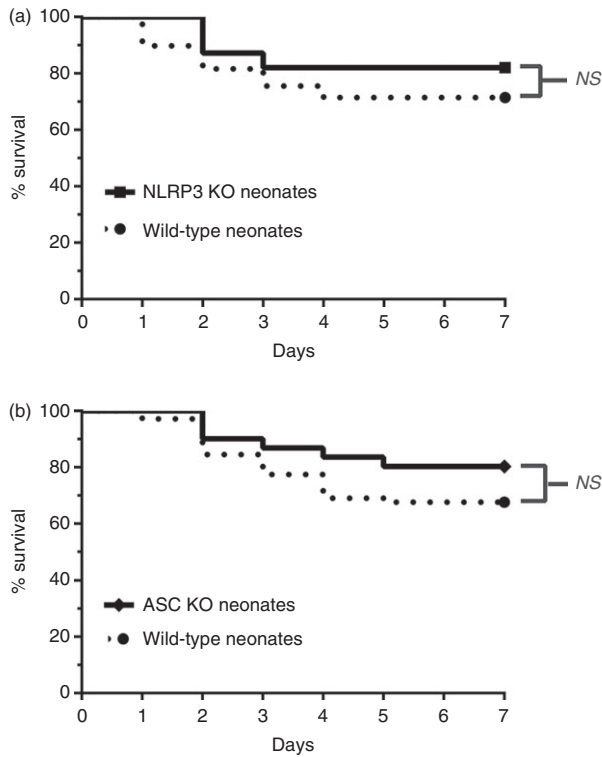 (a)
100
80
60
40
20
0
% survival
NS
NLRP3 KO neonates
Wild-type neonates
0 1 2 3 4 5 6 7
Days
(b)
100
80
60
40
20
0
% survival
NS
ASC KO neonates
Wild-type neonates
0 1 2 3 4 5 6 7
Days